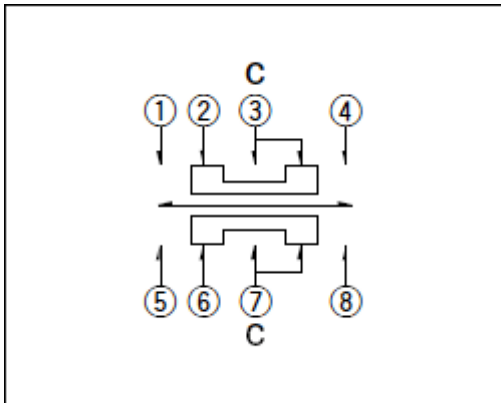 C
① ② ③ ④
⑤ ⑥ ⑦ ⑧
C